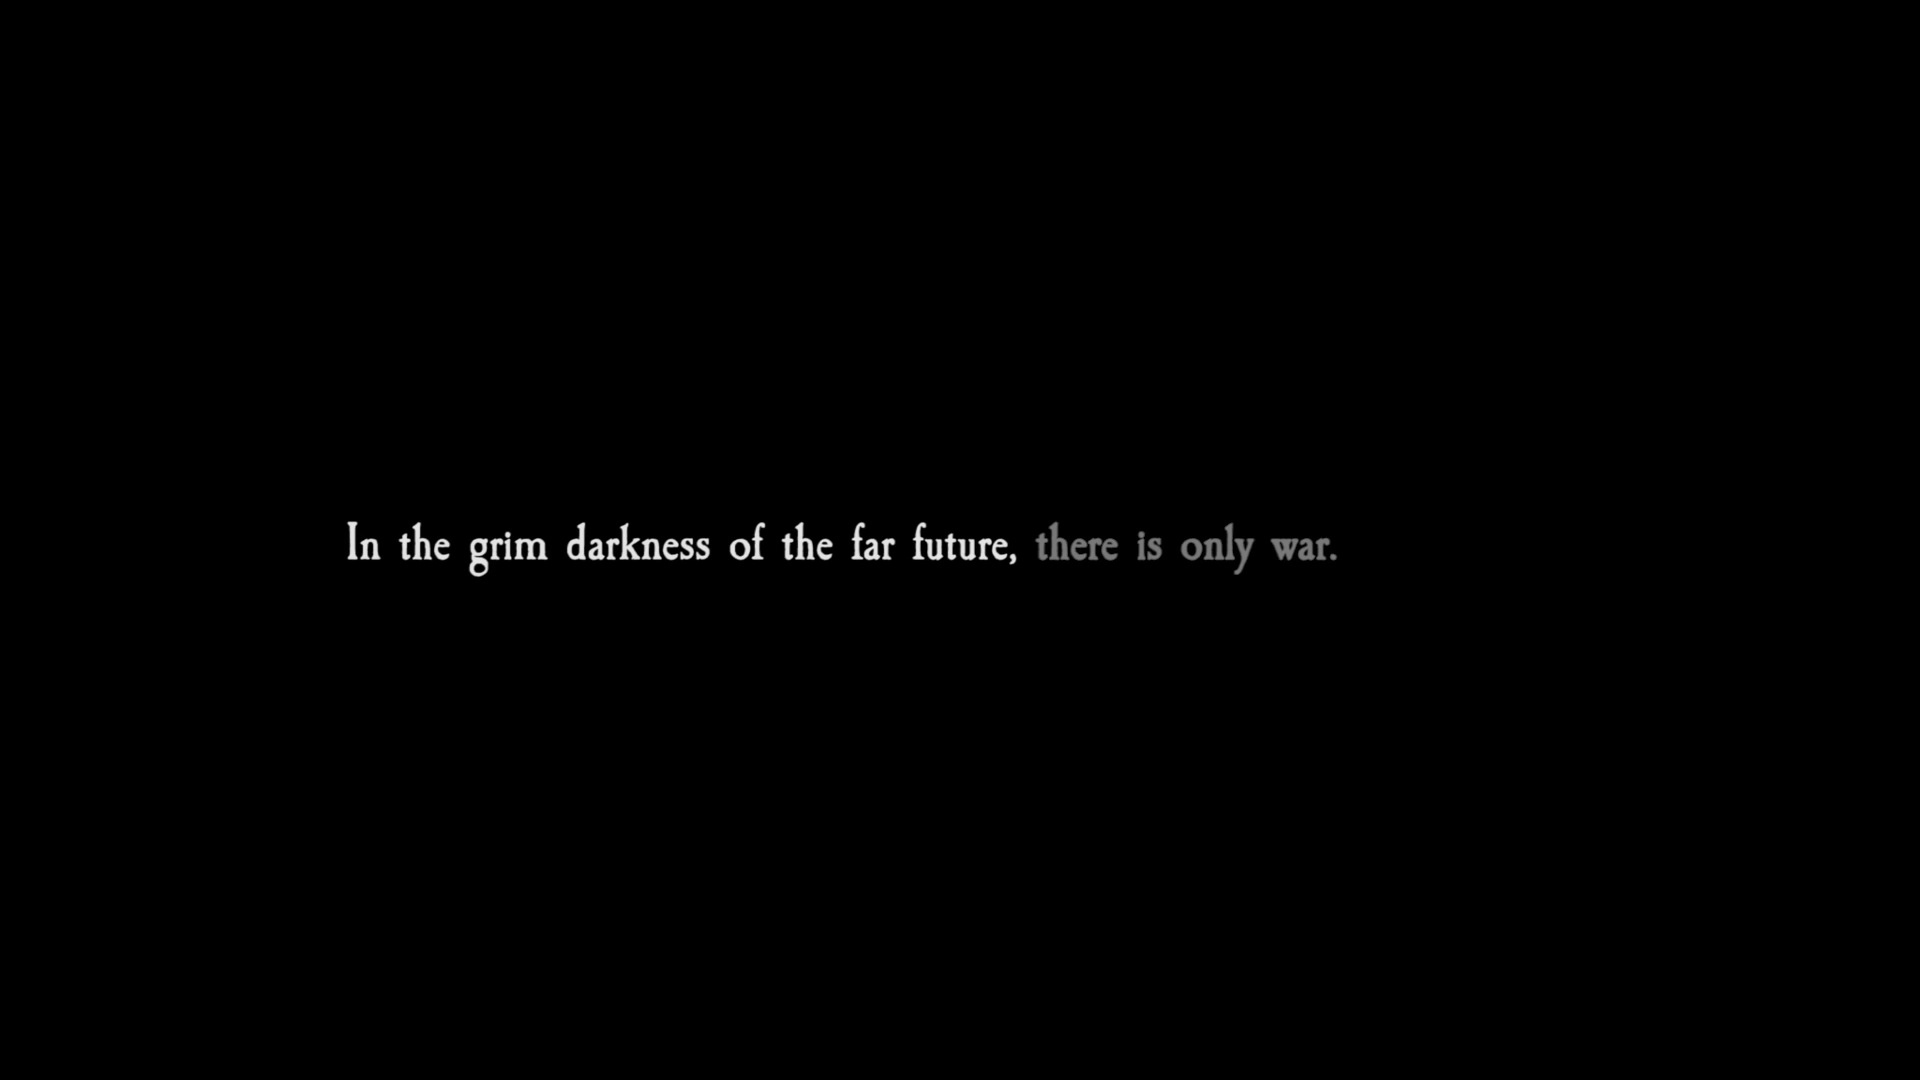 In the grim darkness of the far future, there is only war.